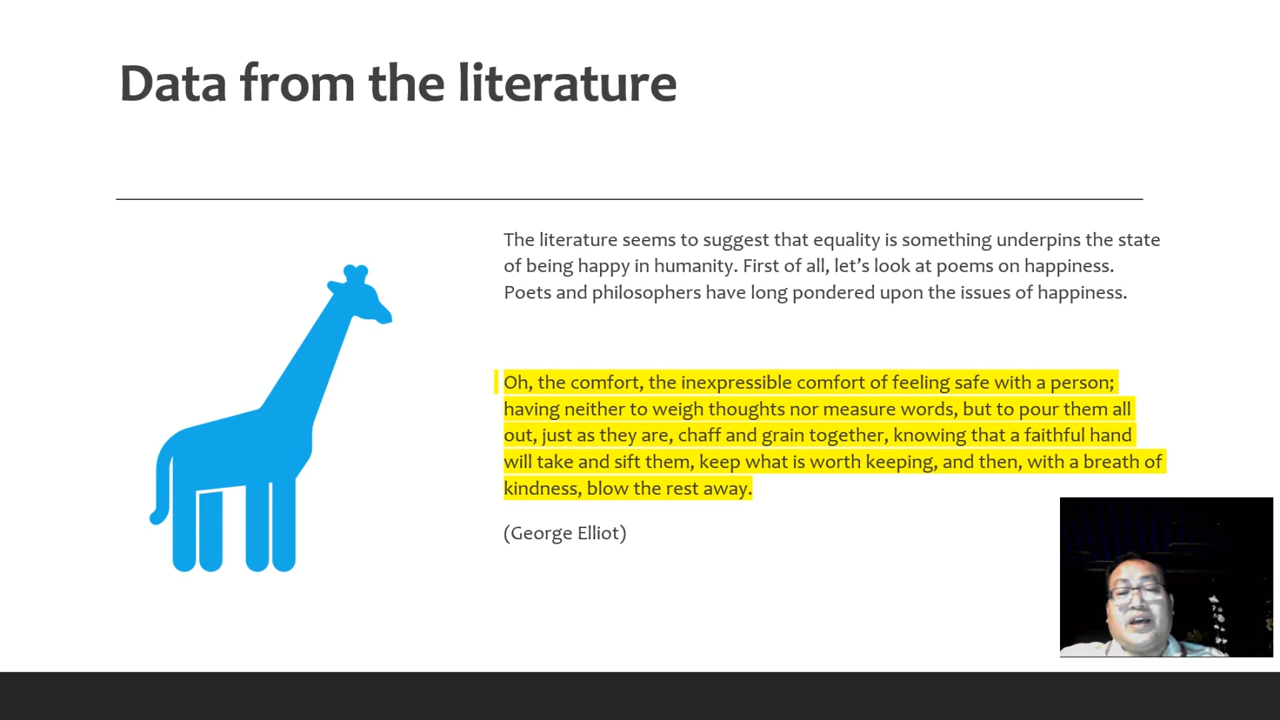 Data from the literature
The literature seems to suggest that equality is something underpins the state
of being happy in humanity. First of all, let’s look at poems on happiness.
Poets and philosophers have long pondered upon the issues of happiness.
Oh, the comfort, the inexpressible comfort of feeling safe with a person;
having neither to weigh thoughts nor measure words, but to pour them all
out, just as they are, chaff and grain together, knowing that a faithful hand
will take and sift them, keep what is worth keeping, and then, with a breath of
kindness, blow the rest away.
(George Elliot)